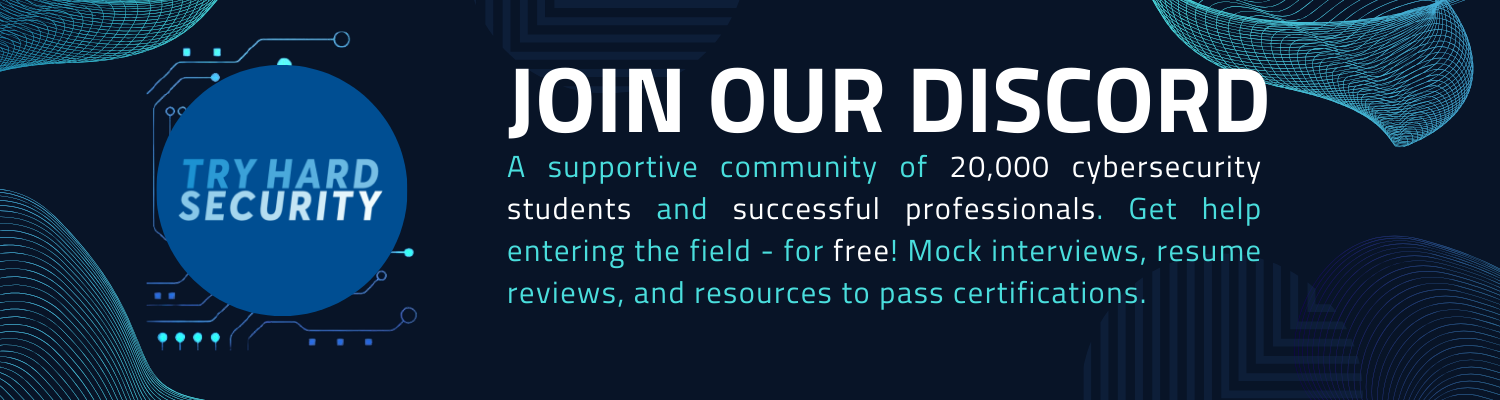 TRY HARD
SECURITY
JOIN OUR DISCORD
A supportive community of 20,000 cybersecurity
students and successful professionals. Get help
entering the field - for free! Mock interviews, resume
reviews, and resources to pass certifications.